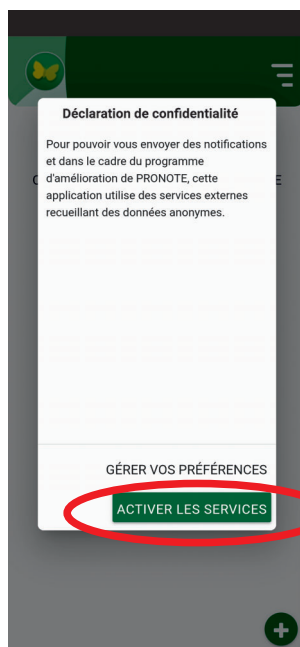 Déclaration de confidentialité
Pour pouvoir vous envoyer des notifications
et dans le cadre du programme
d'amélioration de PRONOTE, cette
application utilise des services externes
recueillant des données anonymes.
GÉRER VOS PRÉFÉRENCES
ACTIVER LES SERVICES